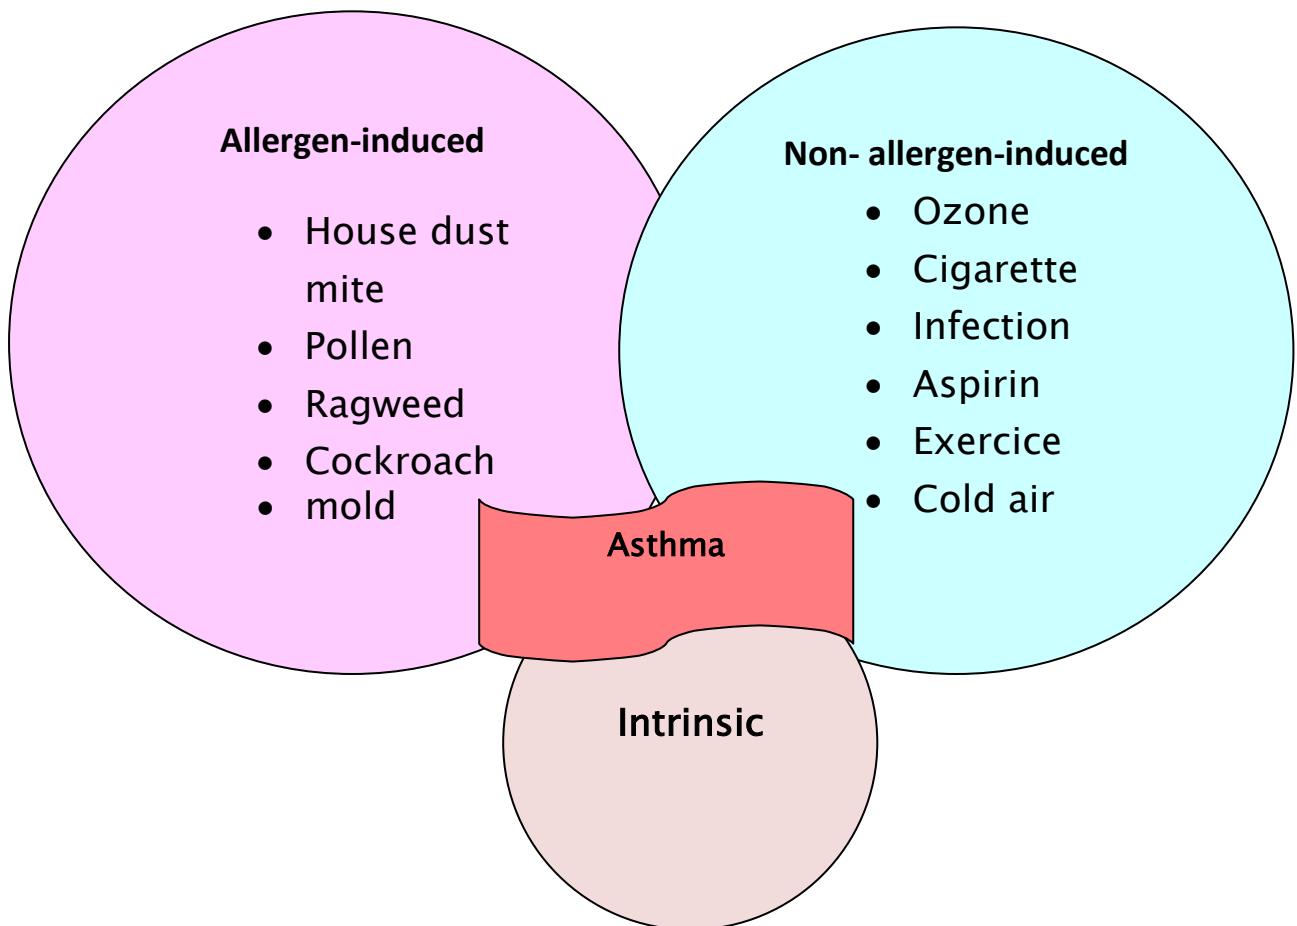 Allergen-induced
• House dust
mite
• Pollen
• Ragweed
• Cockroach
• mold
Non- allergen-induced
• Ozone
• Cigarette
• Infection
• Aspirin
• Exercice
• Cold air
Asthma
Intrinsic